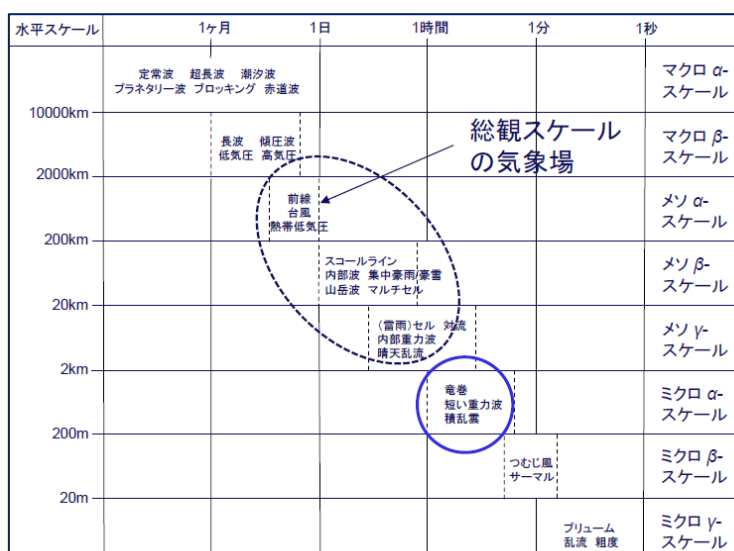 水平スケール 1ヶ月 1日 1時間 1分 1秒
定常波 超長波 潮汐波
プラネタリー波 ブロッキング 赤道波
マクロ α-
スケール
10000km
長波 傾圧波
低気圧 高気圧
総観スケール
の気象場
マクロ β-
スケール
2000km
前線
台風
熱帯低気圧
メソ α-
スケール
200km
スコールライン
内部波 集中豪雨/豪雪
山岳波 マルチセル
メソ β-
スケール
20km
(雷雨)セル 対流
内部重力波
晴天乱流
メソ γ-
スケール
2km
竜巻
短い重力波
積乱雲
ミクロ α-
スケール
200m
つむじ風
サーマル
ミクロ β-
スケール
20m
プリューム
乱流 粗度
ミクロ γ-
スケール